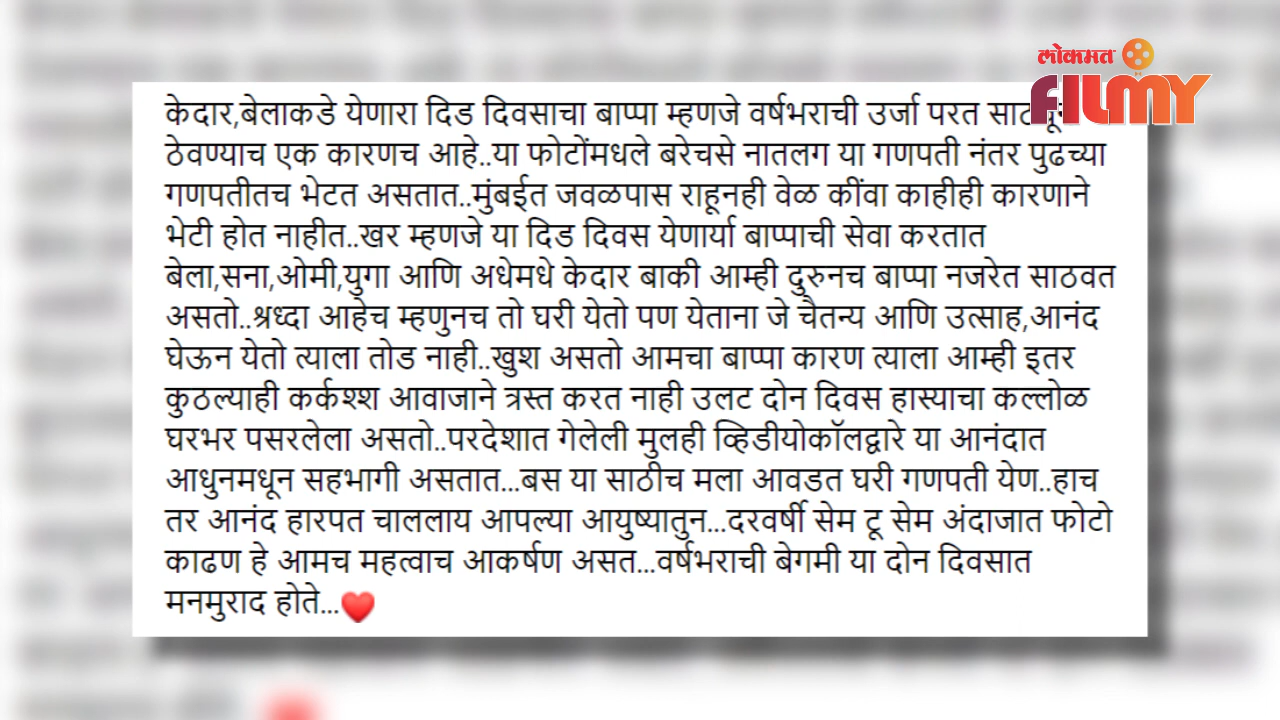 लोकमत
FILMY
केदार,बेलाकडे येणारा दिड दिवसाचा बाप्पा म्हणजे वर्षभराची उर्जा परत
ठेवण्याच एक कारणच आहे..या फोटोंमधले बरेचसे नातलग या गणपती नंतर पुढच्या
गणपतीतच भेटत असतात..मुंबईत जवळपास राहूनही वेळ कींवा काहीही कारणाने
भेटी होत नाहीत..खर म्हणजे या दिड दिवस येणार्या बाप्पाची सेवा करतात
बेला,सना,ओमी,युगा आणि अधेमधे केदार बाकी आम्ही दुरुनच बाप्पा नजरेत साठवत
असतो..श्रध्दा आहेच म्हणुनच तो घरी येतो पण येताना जे चैतन्य आणि उत्साह,आनंद
घेऊन येतो त्याला तोड नाही..खुश असतो आमचा बाप्पा कारण त्याला आम्ही इतर
कुठल्याही कर्कश्श आवाजाने त्रस्त करत नाही उलट दोन दिवस हास्याचा कल्लोळ
घरभर पसरलेला असतो..परदेशात गेलेली मुलही व्हिडीयोकॉलद्वारे या आनंदात
आधुनमधून सहभागी असतात...बस या साठीच मला आवडत घरी गणपती येण..हाच
तर आनंद हारपत चाललाय आपल्या आयुष्यातुन...दरवर्षी सेम टू सेम अंदाजात फोटो
काढण हे आमच महत्वाच आकर्षण असत...वर्षभराची बेगमी या दोन दिवसात
मनमुराद होते...❤️